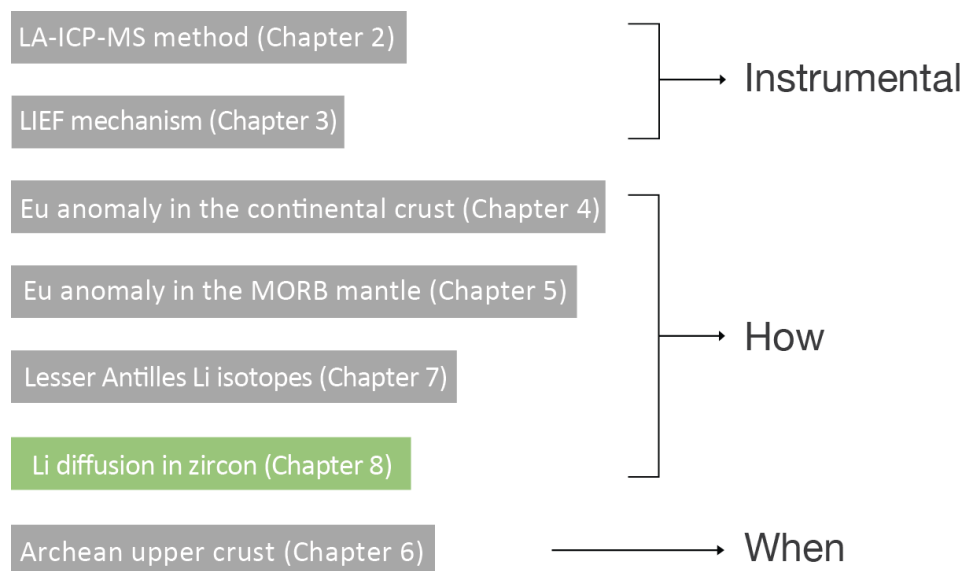 LA-ICP-MS method (Chapter 2)
LIEF mechanism (Chapter 3)
Instrumental
Eu anomaly in the continental crust (Chapter 4)
Eu anomaly in the MORB mantle (Chapter 5)
Lesser Antilles Li isotopes (Chapter 7)
Li diffusion in zircon (Chapter 8)
How
Archean upper crust (Chapter 6)
When